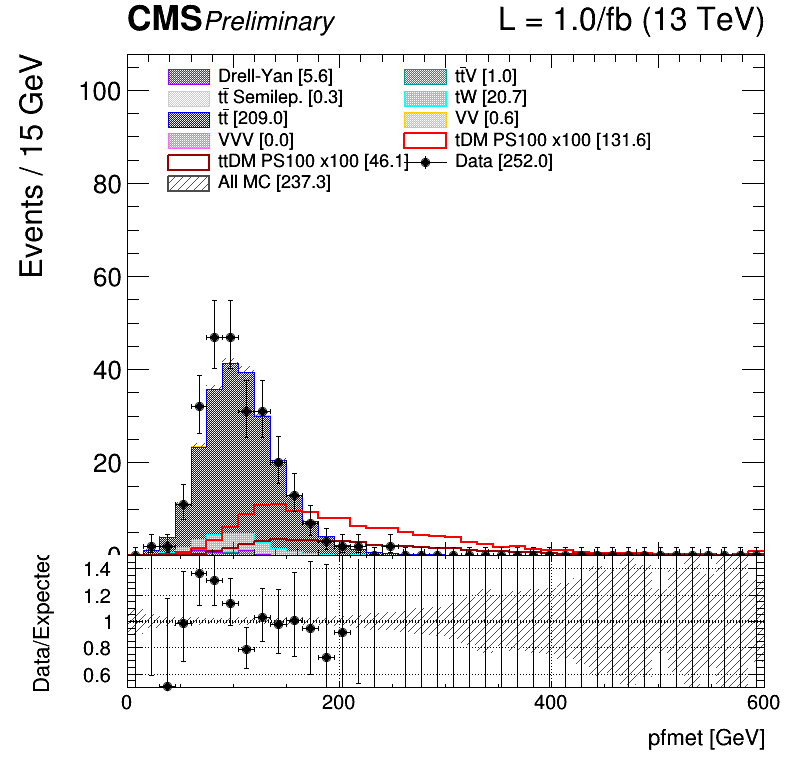 CMS Preliminary L = 1.0/fb (13 TeV)
Events / 15 GeV
Drell-Yan [5.6] tt̄V [1.0]
tt̄ Semilep. [0.3] tW [20.7]
tt̄ [209.0] VV [0.6]
VVV [0.0] tDM PS100 x100 [131.6]
ttDM PS100 x100 [46.1] Data [252.0]
All MC [237.3]
100
80
60
40
20
0
Data/Expected
1.4
1.2
1
0.8
0.6
0 200 400 600
pfmet [GeV]